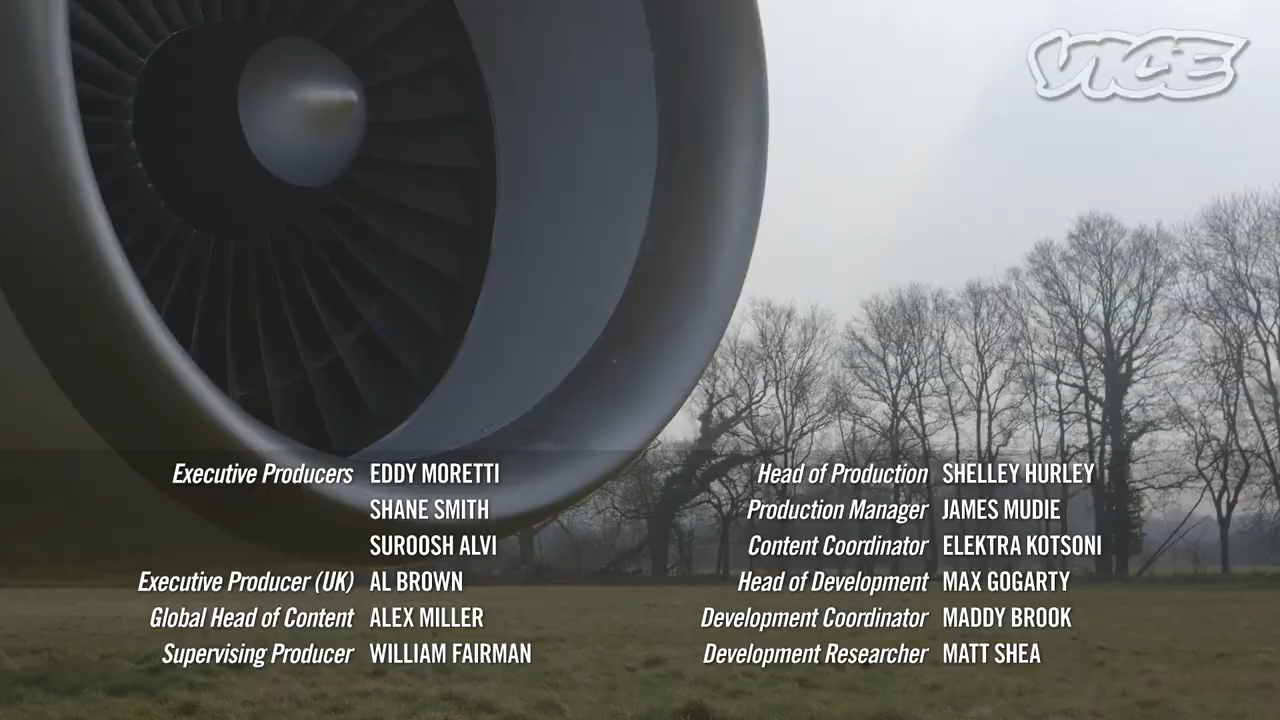 VICE
Executive Producers EDDY MORETTI
SHANE SMITH
SUROOSH ALVI
Executive Producer (UK) AL BROWN
Global Head of Content ALEX MILLER
Supervising Producer WILLIAM FAIRMAN
Head of Production SHELLEY HURLEY
Production Manager JAMES MUDIE
Content Coordinator ELEKTRA KOTSONI
Head of Development MAX GOGARTY
Development Coordinator MADDY BROOK
Development Researcher MATT SHEA